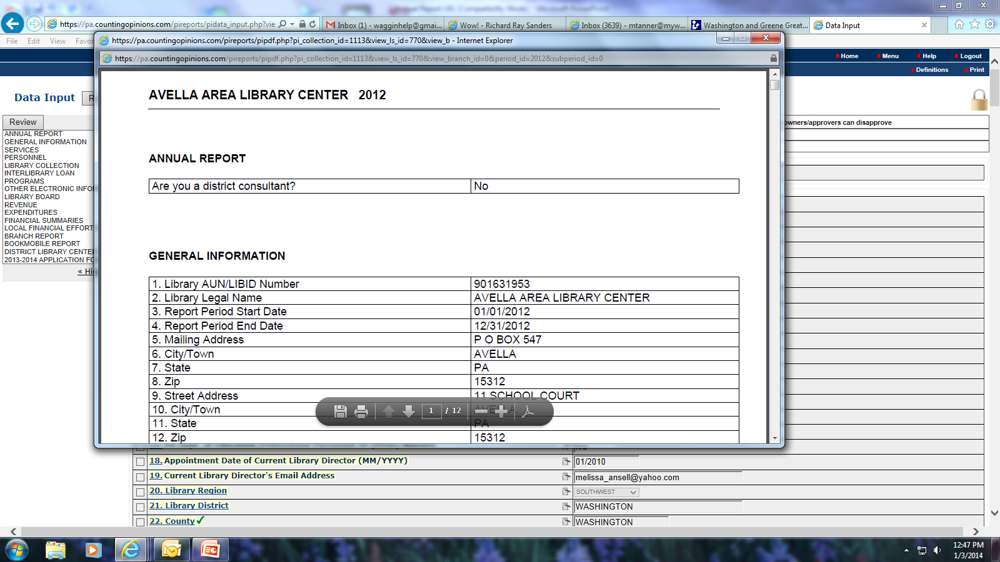 https://pa.countingopinions.com/pireports/pidata_input.php?vie
Inbox (1) - wagginhelp@gmai...
Wow! - Richard Ray Sanders
Inbox (3639) - mtanner@myw...
Washington and Greene Great...
Data Input
File Edit View Favor
https://pa.countingopinions.com/pireports/pipdf.php?pi_collection_id=1113&view_ls_id=770&view_b - Internet Explorer
https://pa.countingopinions.com/pireports/pipdf.php?pi_collection_id=1113&view_ls_id=770&view_branch_id=0&period_id=2012&subperiod_id=0
Home Menu Help Logout
Definitions Print
Data Input R
Review
ANNUAL REPORT
GENERAL INFORMATION
SERVICES
PERSONNEL
LIBRARY COLLECTION
INTERLIBRARY LOAN
PROGRAMS
OTHER ELECTRONIC INFO
LIBRARY BOARD
REVENUE
EXPENDITURES
FINANCIAL SUMMARIES
LOCAL FINANCIAL EFFORT
BRANCH REPORT
BOOKMOBILE REPORT
DISTRICT LIBRARY CENTE
2013-2014 APPLICATION FO
« Hi
owners/approvers can disapprove
AVELLA AREA LIBRARY CENTER 2012
ANNUAL REPORT
Are you a district consultant? No
GENERAL INFORMATION
1. Library AUN/LIBID Number 901631953
2. Library Legal Name AVELLA AREA LIBRARY CENTER
3. Report Period Start Date 01/01/2012
4. Report Period End Date 12/31/2012
5. Mailing Address P O BOX 547
6. City/Town AVELLA
7. State PA
8. Zip 15312
9. Street Address 11 SCHOOL COURT
10. City/Town AVELLA
11. State PA
12. Zip 15312
1 / 12
18. Appointment Date of Current Library Director (MM/YYYY) 01/2010
19. Current Library Director's Email Address melissa_ansell@yahoo.com
20. Library Region SOUTHWEST
21. Library District WASHINGTON
22. County WASHINGTON
12:47 PM
1/3/2014